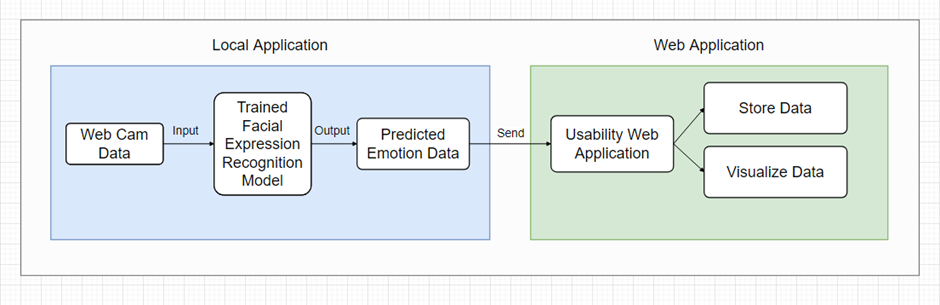 Local Application
Web Application
Web Cam
Data
Input
Trained
Facial
Expression
Recognition
Model
Output
Predicted
Emotion Data
Send
Usability Web
Application
Store Data
Visualize Data